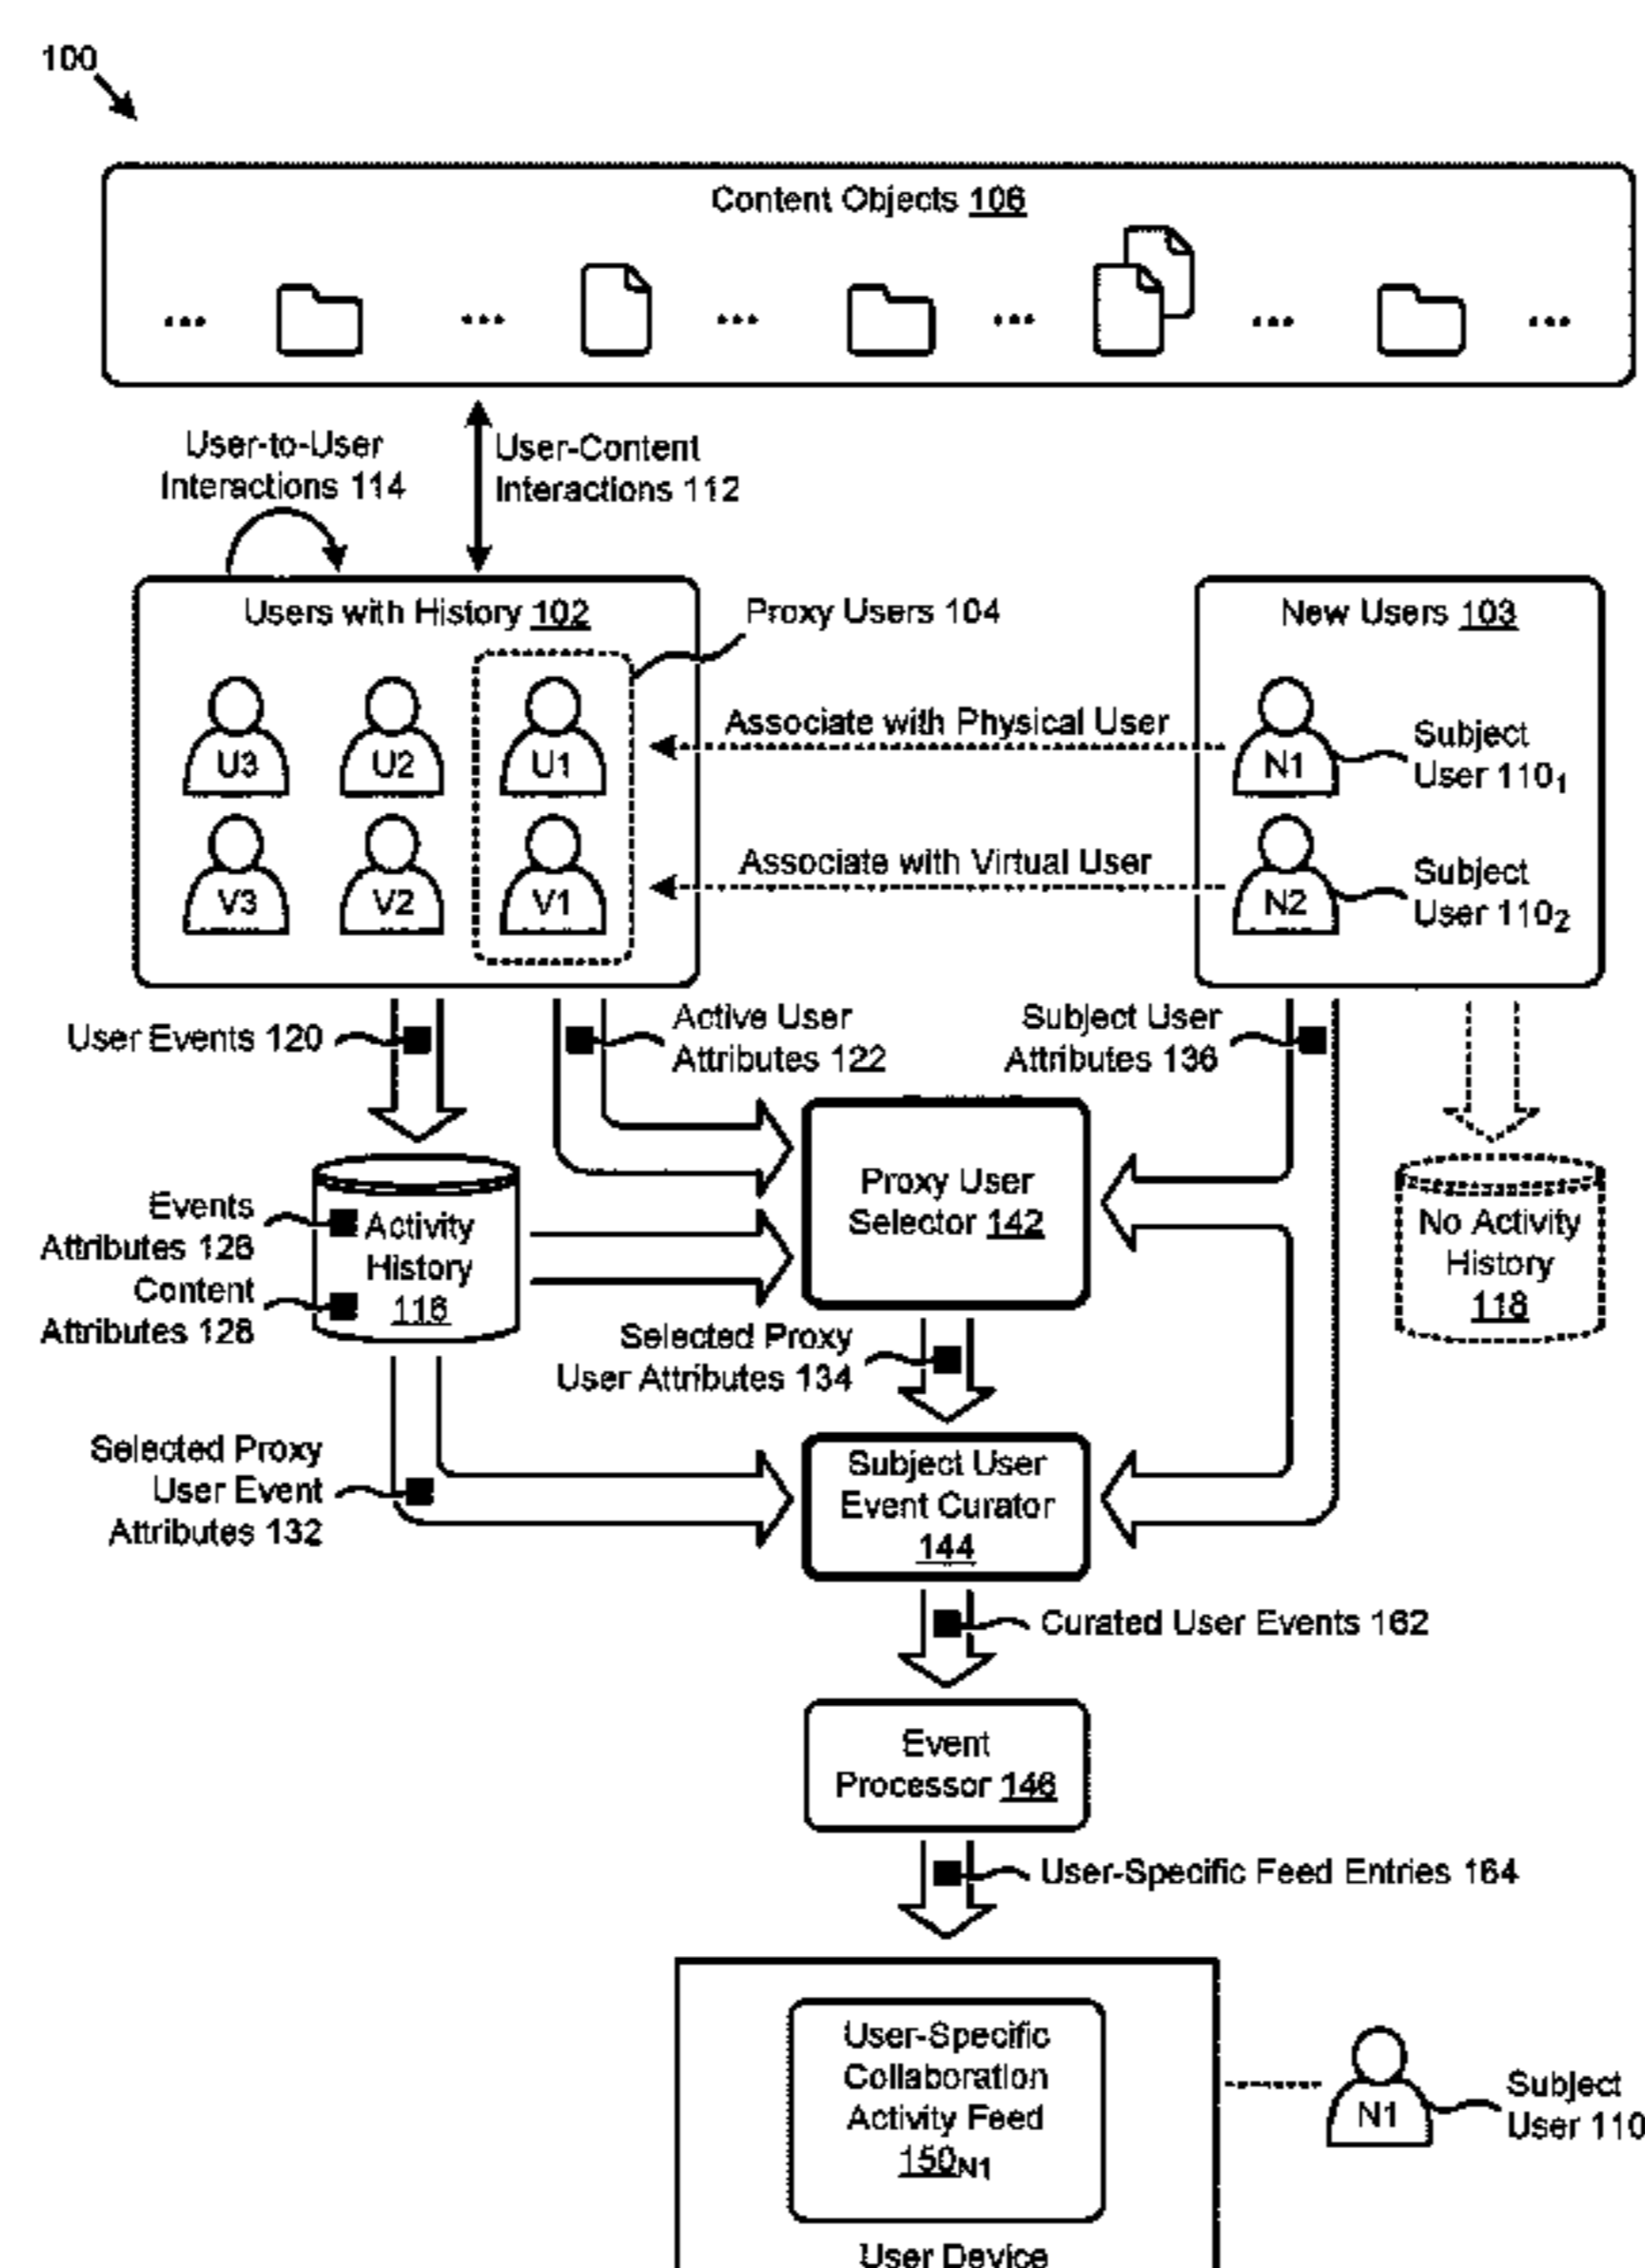 100
Content Objects 106
... ... ... ... ... ...
User-to-User
Interactions 114
User-Content
Interactions 112
Users with History 102
Proxy Users 104
New Users 103
U3
U2
U1
Associate with Physical User
N1
Subject
User 110₁
V3
V2
V1
Associate with Virtual User
N2
Subject
User 110₂
User Events 120
Active User
Attributes 122
Subject User
Attributes 136
Events
Attributes 126
Content
Attributes 128
Activity
History
116
Proxy User
Selector 142
No Activity
History
118
Selected Proxy
User Attributes 134
Selected Proxy
User Event
Attributes 132
Subject User
Event Curator
144
Curated User Events 162
Event
Processor 146
User-Specific Feed Entries 164
User-Specific
Collaboration
Activity Feed
150N1
N1
Subject
User 110
User Device